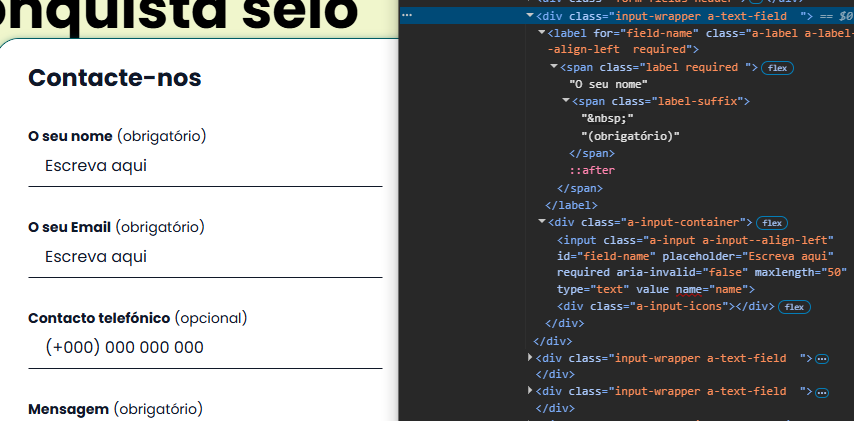 onquista selo
Contacte-nos
O seu nome (obrigatório)
Escreva aqui
O seu Email (obrigatório)
Escreva aqui
Contacto telefónico (opcional)
(+000) 000 000 000
Mensagem (obrigatório)
<div class="input-wrapper a-text-field  "> == $0
<label for="field-name" class="a-label a-label-
-align-left  required">
<span class="label required "> flex
"O seu nome"
<span class="label-suffix">
"&nbsp;"
"(obrigatório)"
</span>
::after
</span>
</label>
<div class="a-input-container"> flex
<input class="a-input a-input--align-left"
id="field-name" placeholder="Escreva aqui"
required aria-invalid="false" maxlength="50"
type="text" value name="name">
<div class="a-input-icons"></div> flex
</div>
</div>
<div class="input-wrapper a-text-field  "> …
</div>
<div class="input-wrapper a-text-field  "> …
</div>